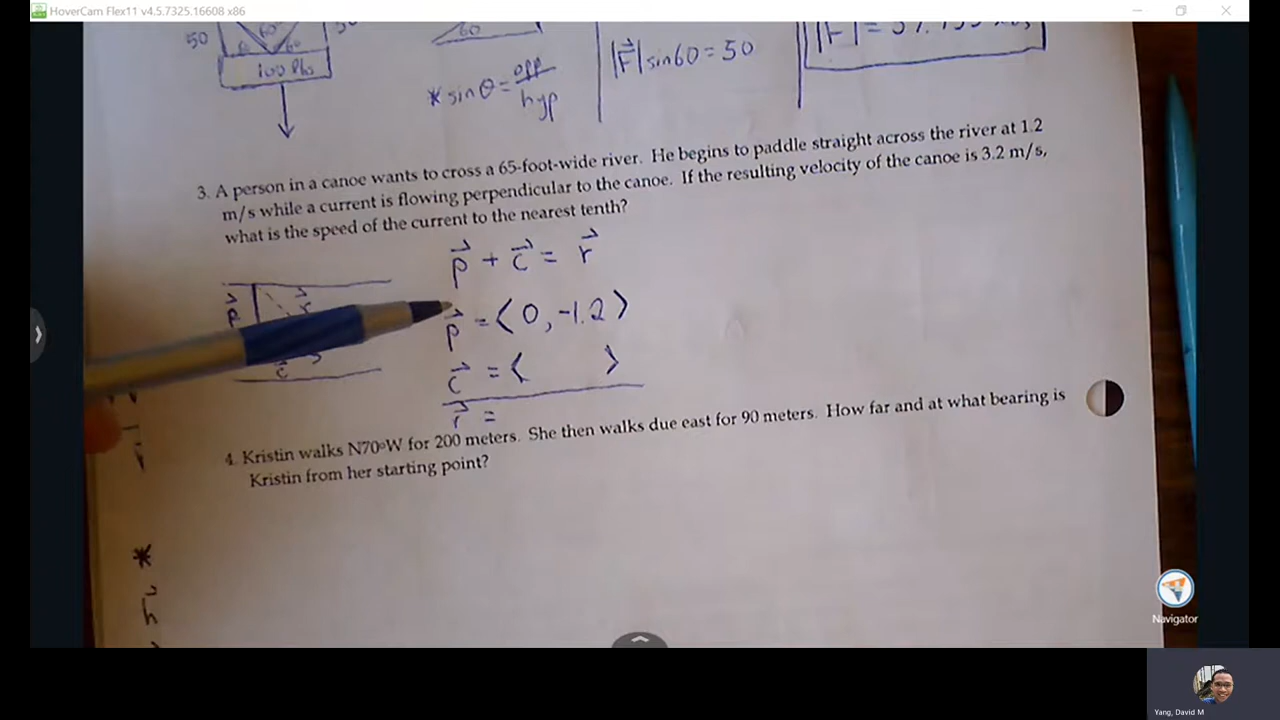 HoverCam Flex11 v4.5.7325.16608 x86
50
60
60
100 lbs
60
*sin θ = opp/hyp
|F⃗| sin60 = 50
3. A person in a canoe wants to cross a 65-foot-wide river. He begins to paddle straight across the river at 1.2
m/s while a current is flowing perpendicular to the canoe. If the resulting velocity of the canoe is 3.2 m/s,
what is the speed of the current to the nearest tenth?
p⃗ + c⃗ = r⃗
p⃗ r⃗
p⃗ = ⟨0, -1.2⟩
c⃗
c⃗ = ⟨ ⟩
r⃗ =
4. Kristin walks N70°W for 200 meters. She then walks due east for 90 meters. How far and at what bearing is
Kristin from her starting point?
*
Navigator
Yang, David M